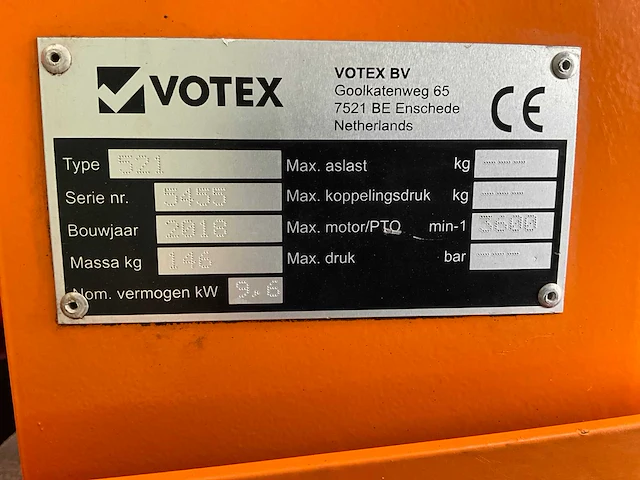 VOTEX
VOTEX BV
Goolkatenweg 65
7521 BE Enschede
Netherlands
CE
Type 521
Serie nr. 5455
Bouwjaar 2018
Massa kg 146
Nom. vermogen kW 9,6
Max. aslast kg ---
Max. koppelingsdruk kg ---
Max. motor/PTO min-1 3600
Max. druk bar ---